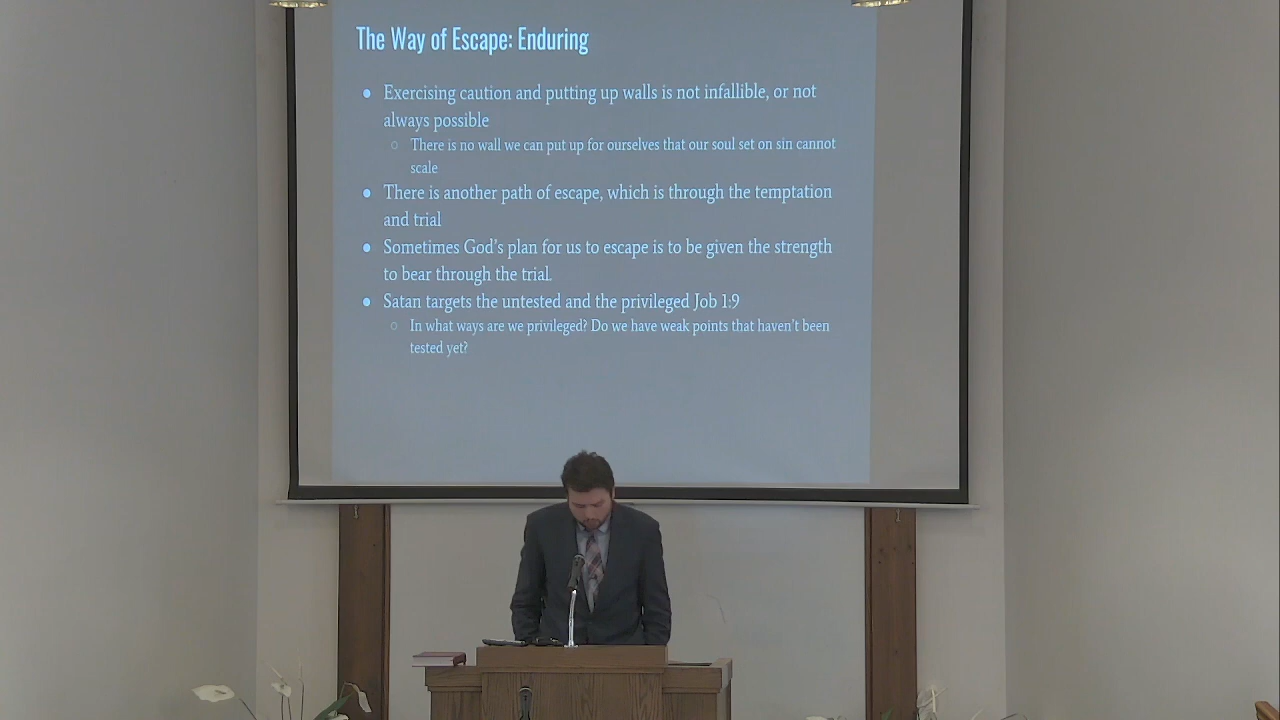 The Way of Escape: Enduring
● Exercising caution and putting up walls is not infallible, or not
always possible
○ There is no wall we can put up for ourselves that our soul set on sin cannot
scale
● There is another path of escape, which is through the temptation
and trial
● Sometimes God's plan for us to escape is to be given the strength
to bear through the trial.
● Satan targets the untested and the privileged Job 1:9
○ In what ways are we privileged? Do we have weak points that haven't been
tested yet?